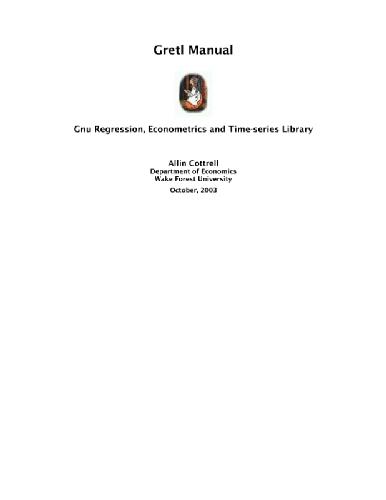 Gretl Manual
Gnu Regression, Econometrics and Time-series Library
Allin Cottrell
Department of Economics
Wake Forest University
October, 2003